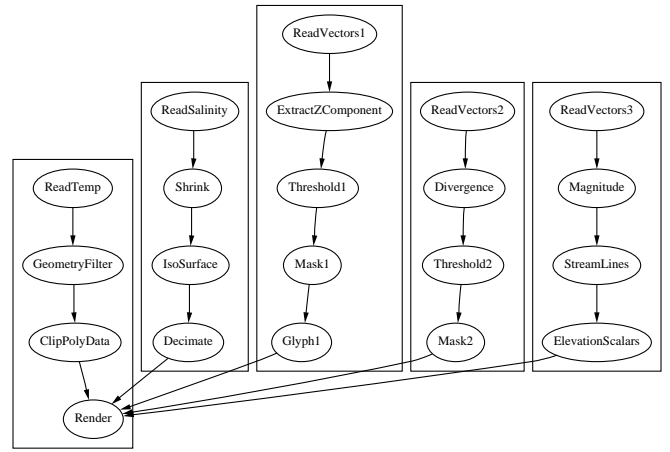 ReadVectors1
ReadSalinity
ExtractZComponent
ReadVectors2
ReadVectors3
ReadTemp
Shrink
Threshold1
Divergence
Magnitude
GeometryFilter
IsoSurface
Mask1
Threshold2
StreamLines
ClipPolyData
Decimate
Glyph1
Mask2
ElevationScalars
Render